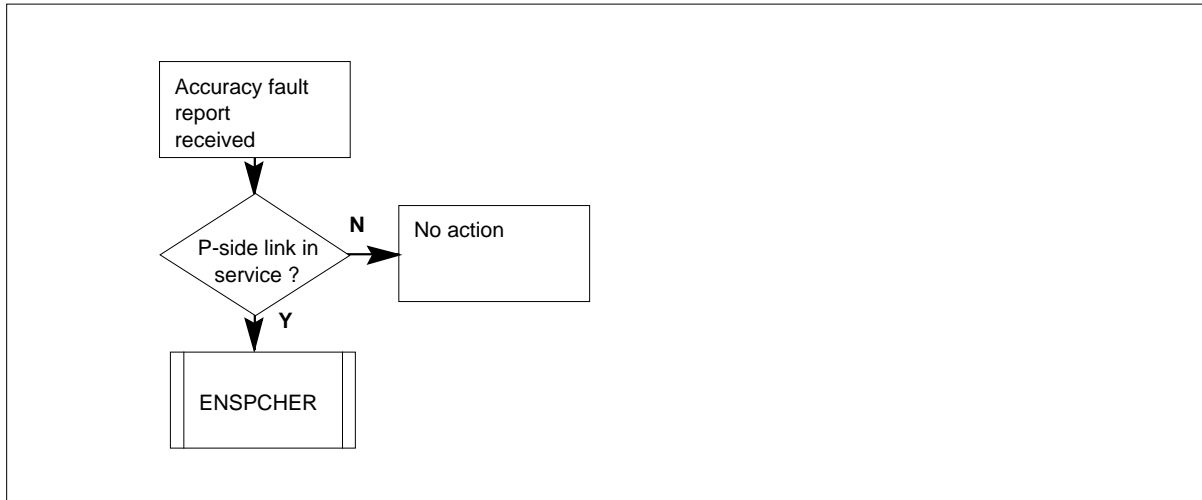 Accuracy fault
report
received
P-side link in
service ?
N
No action
Y
ENSPCHER